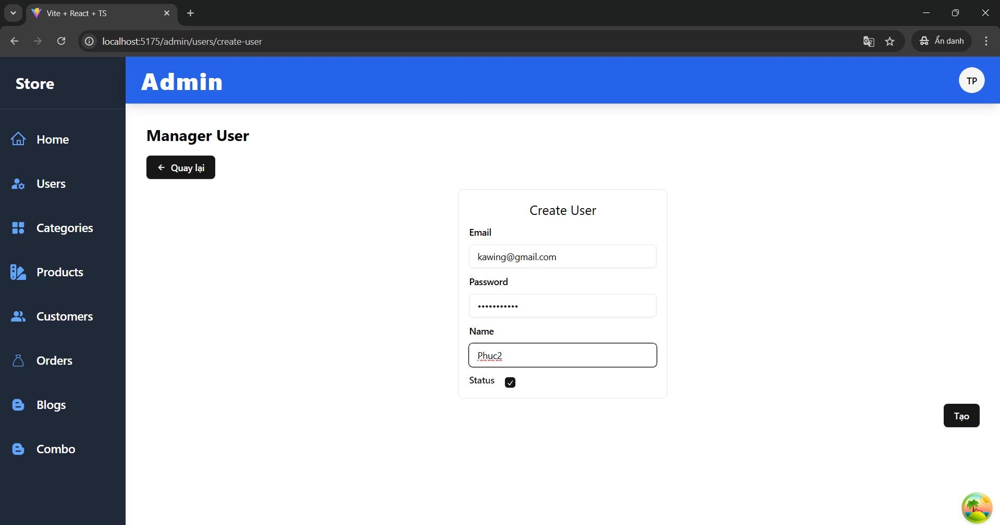 Vite + React + TS
localhost:5175/admin/users/create-user
Ẩn danh
Store
Admin
TP
Home
Users
Categories
Products
Customers
Orders
Blogs
Combo
Manager User
← Quay lại
Create User
Email
kawing@gmail.com
Password
•••••••••••
Name
Phuc2
Status
Tạo